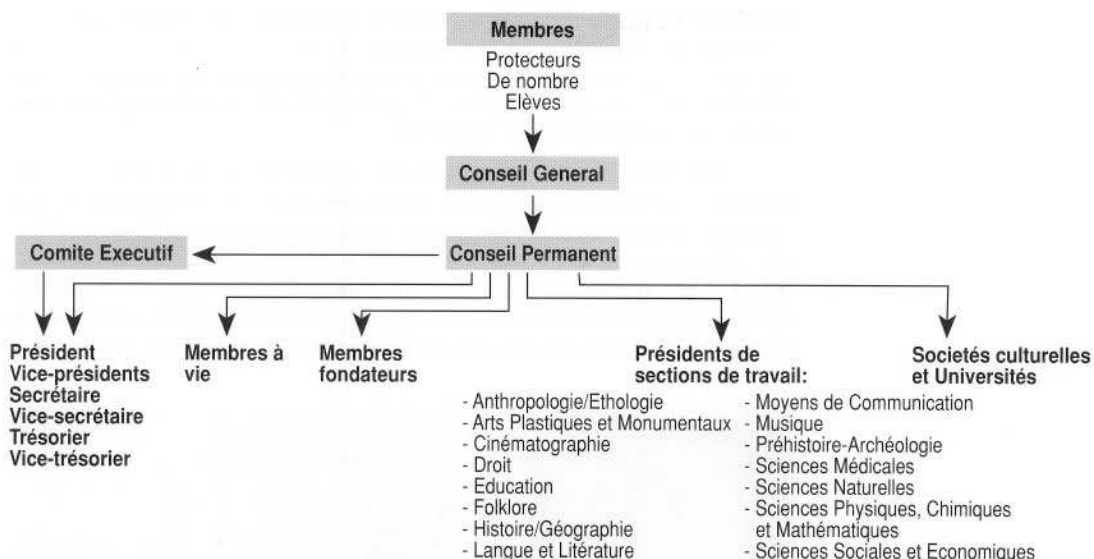 Membres
Protecteurs
De nombre
Elèves
Conseil General
Comite Executif
Conseil Permanent
Président
Vice-présidents
Secrétaire
Vice-secrétaire
Trésorier
Vice-trésorier
Membres à
vie
Membres
fondateurs
Présidents de
sections de travail:
- Anthropologie/Ethologie
- Arts Plastiques et Monumentaux
- Cinématographie
- Droit
- Education
- Folklore
- Histoire/Géographie
- Langue et Litérature
- Moyens de Communication
- Musique
- Préhistoire-Archéologie
- Sciences Médicales
- Sciences Naturelles
- Sciences Physiques, Chimiques
et Mathématiques
- Sciences Sociales et Economiques
Societés culturelles
et Universités